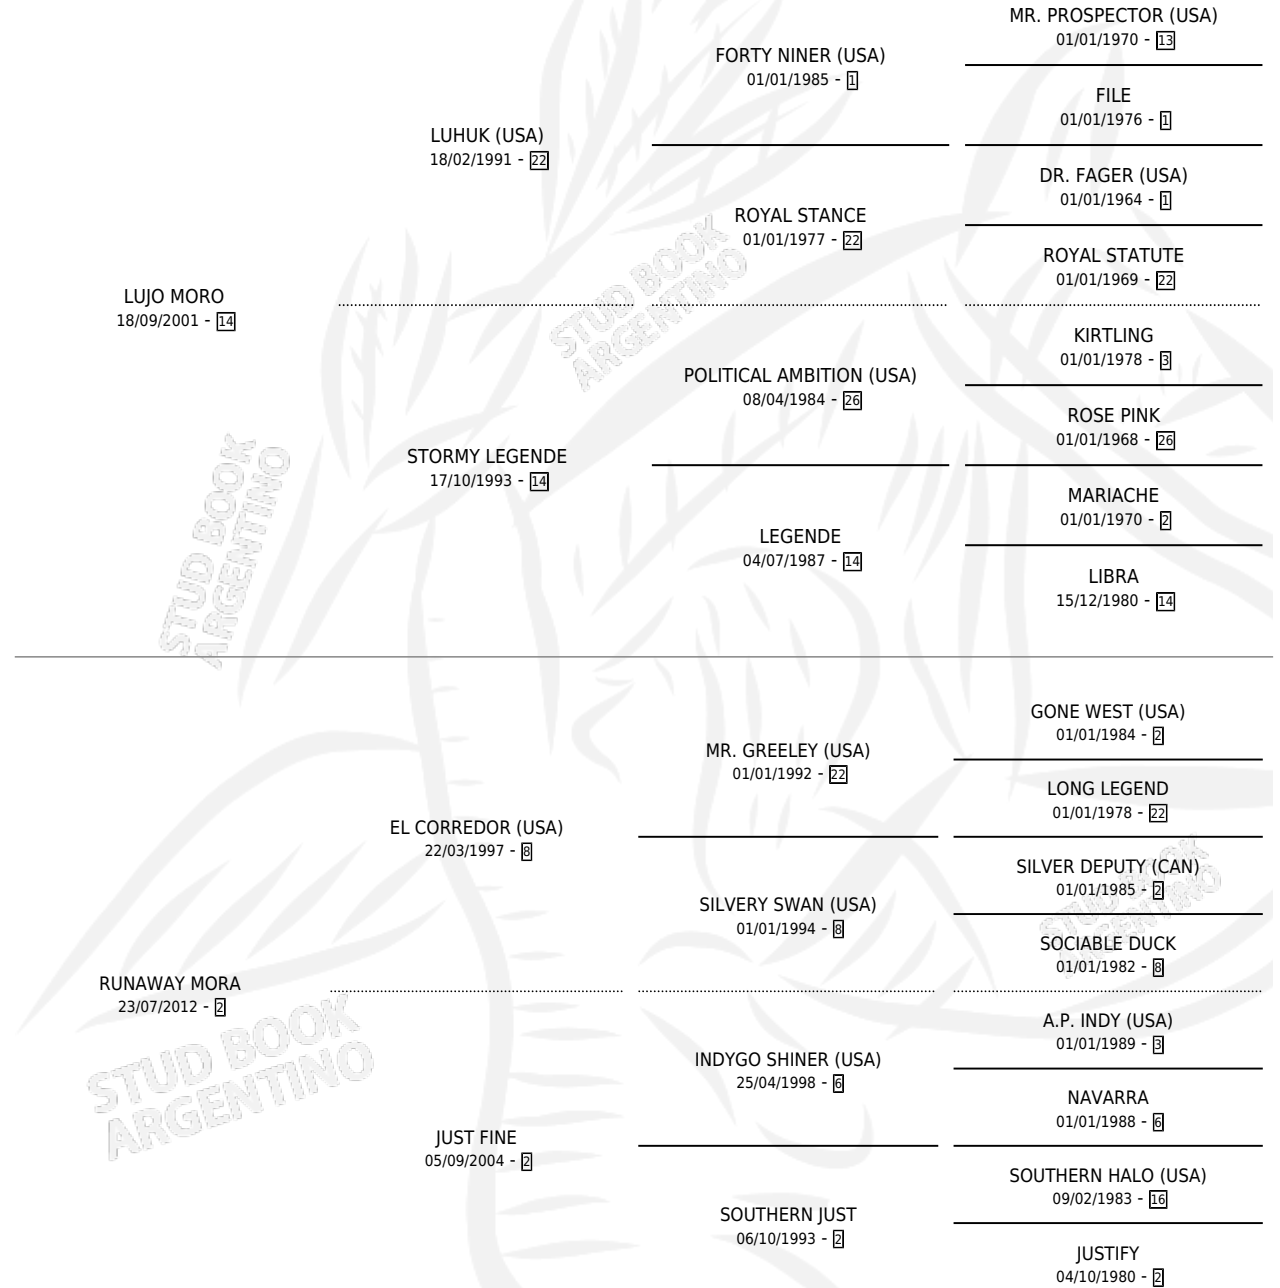 MR. PROSPECTOR (USA)
01/01/1970 - 13
FORTY NINER (USA)
01/01/1985 - 1
FILE
01/01/1976 - 1
LUHUK (USA)
18/02/1991 - 22
DR. FAGER (USA)
01/01/1964 - 1
ROYAL STANCE
01/01/1977 - 22
ROYAL STATUTE
01/01/1969 - 22
LUJO MORO
18/09/2001 - 14
KIRTLING
01/01/1978 - 3
POLITICAL AMBITION (USA)
08/04/1984 - 26
ROSE PINK
01/01/1968 - 26
STORMY LEGENDE
17/10/1993 - 14
MARIACHE
01/01/1970 - 2
LEGENDE
04/07/1987 - 14
LIBRA
15/12/1980 - 14
GONE WEST (USA)
01/01/1984 - 2
MR. GREELEY (USA)
01/01/1992 - 22
LONG LEGEND
01/01/1978 - 22
EL CORREDOR (USA)
22/03/1997 - 8
SILVER DEPUTY (CAN)
01/01/1985 - 2
SILVERY SWAN (USA)
01/01/1994 - 8
SOCIABLE DUCK
01/01/1982 - 8
RUNAWAY MORA
23/07/2012 - 2
A.P. INDY (USA)
01/01/1989 - 3
INDYGO SHINER (USA)
25/04/1998 - 6
NAVARRA
01/01/1988 - 6
JUST FINE
05/09/2004 - 2
SOUTHERN HALO (USA)
09/02/1983 - 16
SOUTHERN JUST
06/10/1993 - 2
JUSTIFY
04/10/1980 - 2
STUD BOOK
ARGENTINO
STUD BOOK
ARGENTINO
STUD BOOK
ARGENTINO
STUD BOOK
ARGENTINO